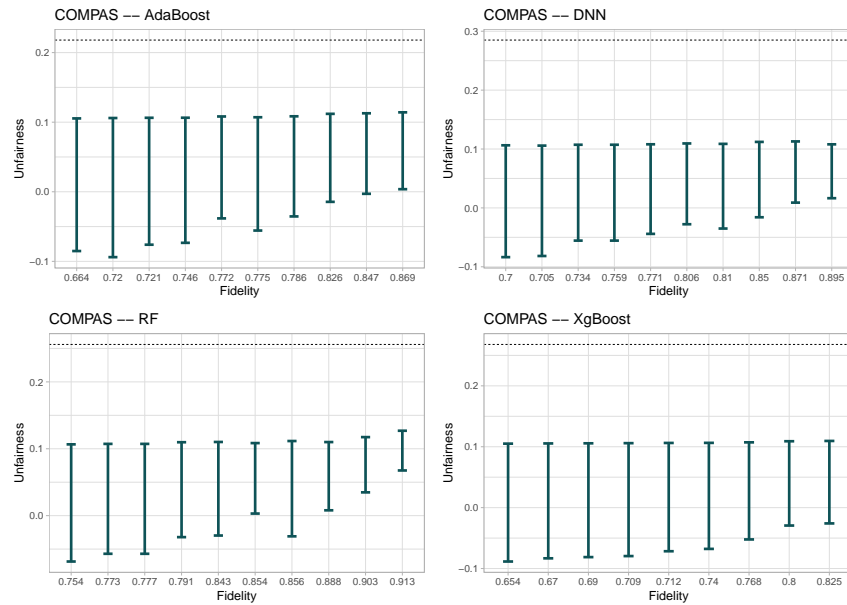 COMPAS −− AdaBoost
Unfairness
0.2
0.1
0.0
−0.1
0.664 0.72 0.721 0.746 0.772 0.775 0.786 0.826 0.847 0.869
Fidelity
COMPAS −− DNN
Unfairness
0.3
0.2
0.1
0.0
−0.1
0.7 0.705 0.734 0.759 0.771 0.806 0.81 0.85 0.871 0.895
Fidelity
COMPAS −− RF
Unfairness
0.2
0.1
0.0
0.754 0.773 0.777 0.791 0.843 0.854 0.856 0.888 0.903 0.913
Fidelity
COMPAS −− XgBoost
Unfairness
0.2
0.1
0.0
−0.1
0.654 0.67 0.69 0.709 0.712 0.74 0.768 0.8 0.825
Fidelity